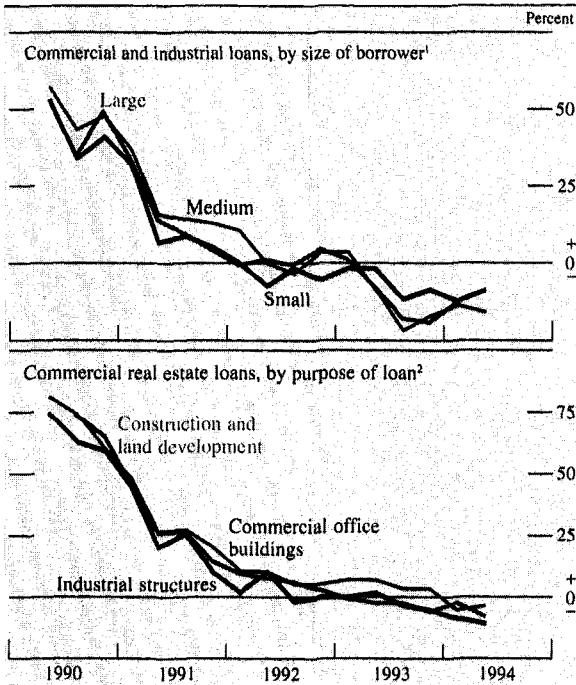 Percent
Commercial and industrial loans, by size of borrower¹
Large
50
25
Medium
+
0
−
Small
Commercial real estate loans, by purpose of loan²
75
Construction and
land development
50
Commercial office
buildings
25
Industrial structures
+
0
−
1990 1991 1992 1993 1994